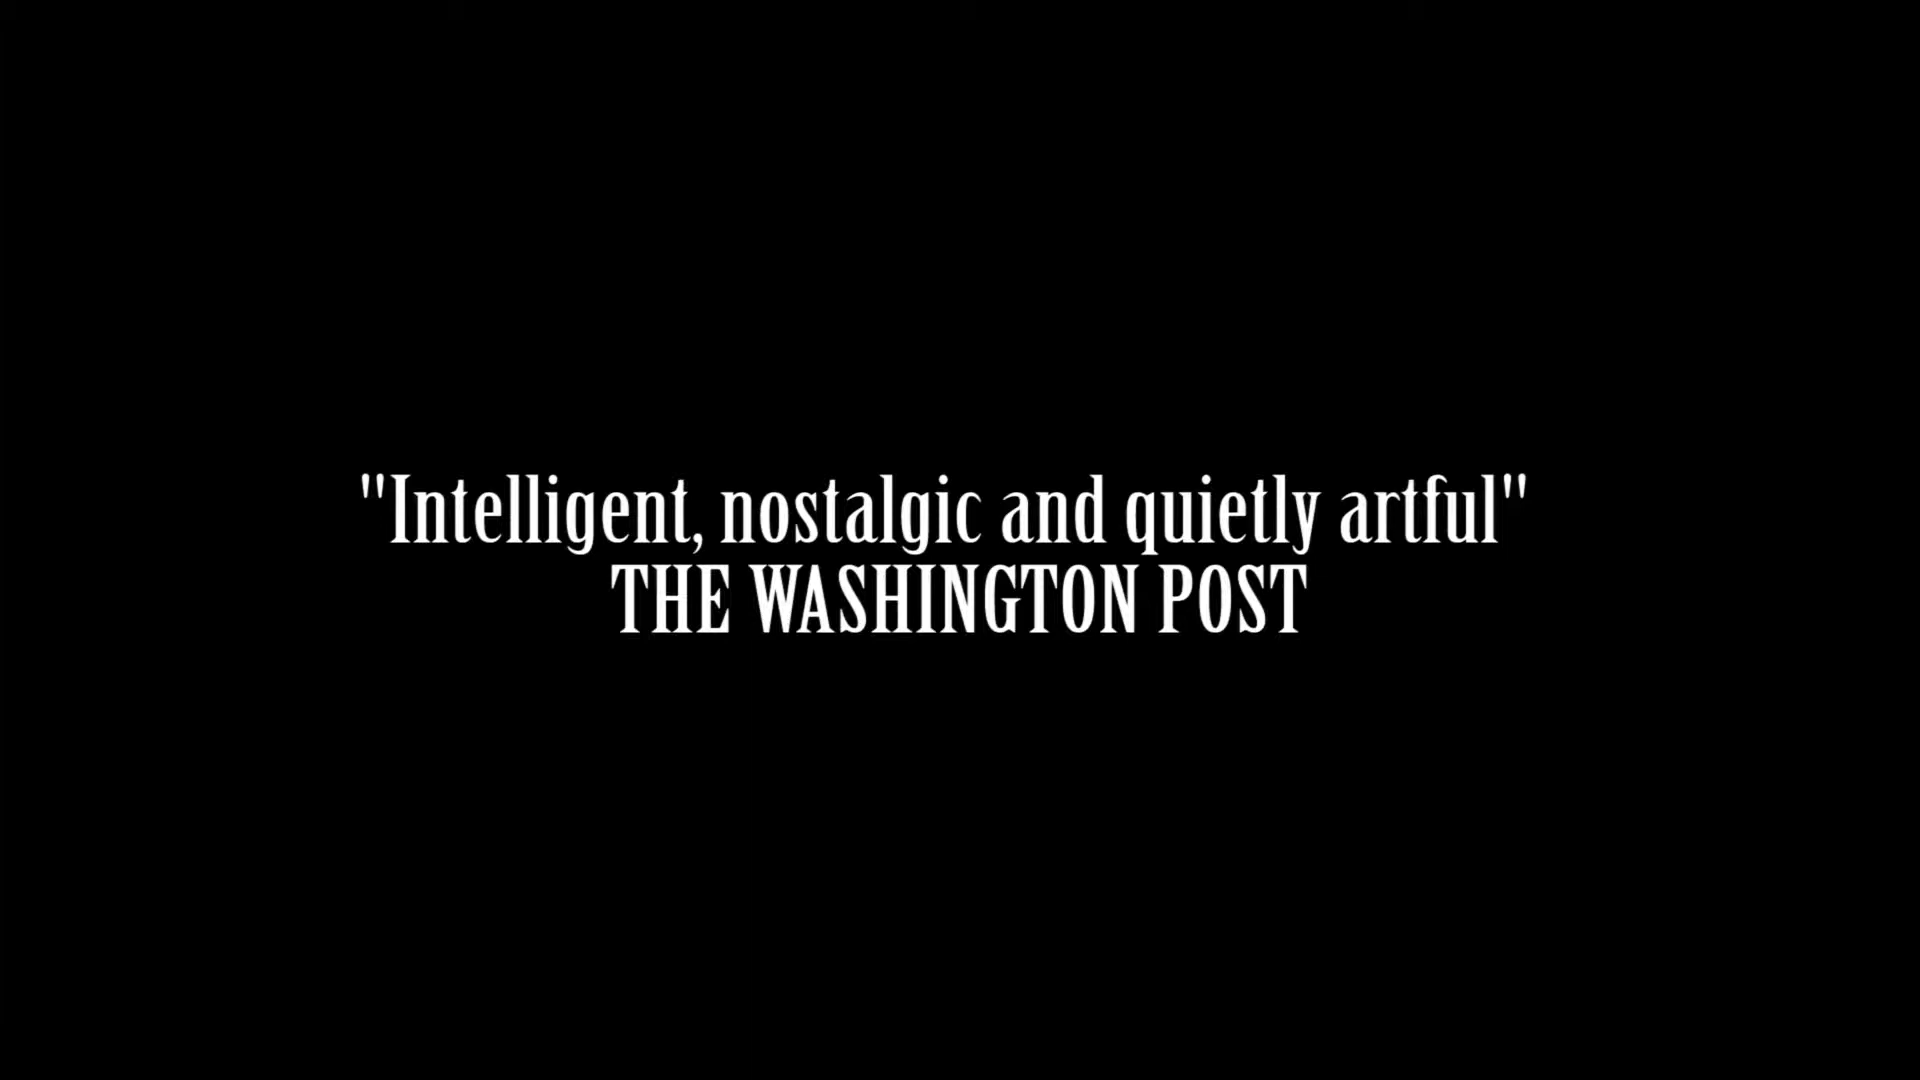 "Intelligent, nostalgic and quietly artful"
THE WASHINGTON POST